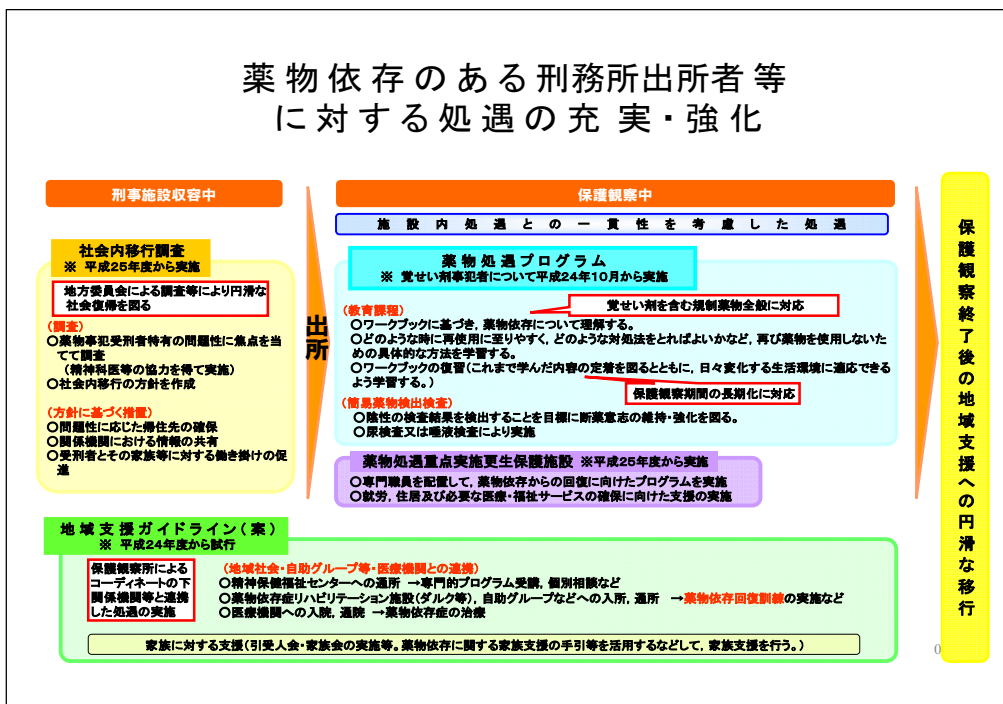 薬物依存のある刑務所出所者等
に対する処遇の充実・強化
刑事施設収容中
社会内移行調査
※ 平成25年度から実施
地方委員会による調査等により円滑な
社会復帰を図る
(調査)
○薬物事犯受刑者特有の問題性に焦点を当
てて調査
(精神科医等の協力を得て実施)
○社会内移行の方針を作成
(方針に基づく措置)
○問題性に応じた帰住先の確保
○関係機関における情報の共有
○受刑者とその家族等に対する働き掛けの促
進
出所
保護観察中
施設内処遇との一貫性を考慮した処遇
薬物処遇プログラム
※ 覚せい剤事犯者について平成24年10月から実施
覚せい剤を含む規制薬物全般に対応
(教育課程)
○ワークブックに基づき，薬物依存について理解する。
○どのような時に再使用に至りやすく，どのような対処法をとればよいかなど，再び薬物を使用しないた
めの具体的な方法を学習する。
○ワークブックの復習(これまで学んだ内容の定着を図るとともに，日々変化する生活環境に適応できる
よう学習する。)
保護観察期間の長期化に対応
(簡易薬物検出検査)
○陰性の検査結果を検出することを目標に断薬意志の維持・強化を図る。
○尿検査又は唾液検査により実施
薬物処遇重点実施更生保護施設 ※平成25年度から実施
○専門職員を配置して，薬物依存からの回復に向けたプログラムを実施
○就労，住居及び必要な医療・福祉サービスの確保に向けた支援の実施
地域支援ガイドライン(案)
※ 平成24年度から試行
保護観察所による
コーディネートの下
関係機関等と連携
した処遇の実施
(地域社会・自助グループ等・医療機関との連携)
○精神保健福祉センターへの通所 →専門的プログラム受講，個別相談など
○薬物依存症リハビリテーション施設(ダルク等)，自助グループなどへの入所，通所 →薬物依存回復訓練の実施など
○医療機関への入院，通院 →薬物依存症の治療
家族に対する支援(引受人会・家族会の実施等。薬物依存に関する家族支援の手引等を活用するなどして，家族支援を行う。)
保護観察終了後の地域支援への円滑な移行
0